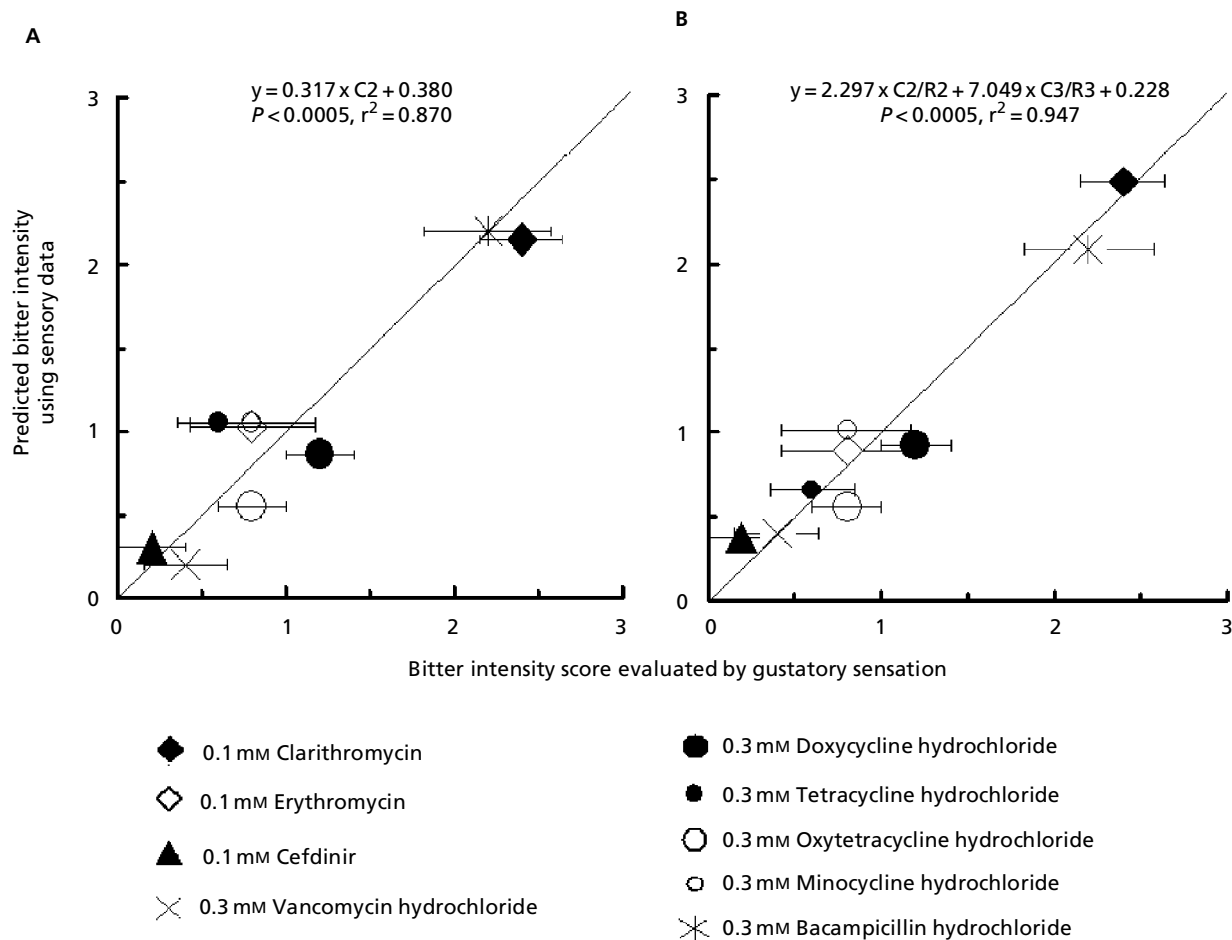 A
y = 0.317 x C2 + 0.380
P < 0.0005, r² = 0.870
3
2
1
0
0
1
2
3
Predicted bitter intensity
using sensory data
B
y = 2.297 x C2/R2 + 7.049 x C3/R3 + 0.228
P < 0.0005, r² = 0.947
3
2
1
0
0
1
2
3
Bitter intensity score evaluated by gustatory sensation
0.1 mM Clarithromycin
0.1 mM Erythromycin
0.1 mM Cefdinir
0.3 mM Vancomycin hydrochloride
0.3 mM Doxycycline hydrochloride
0.3 mM Tetracycline hydrochloride
0.3 mM Oxytetracycline hydrochloride
0.3 mM Minocycline hydrochloride
0.3 mM Bacampicillin hydrochloride